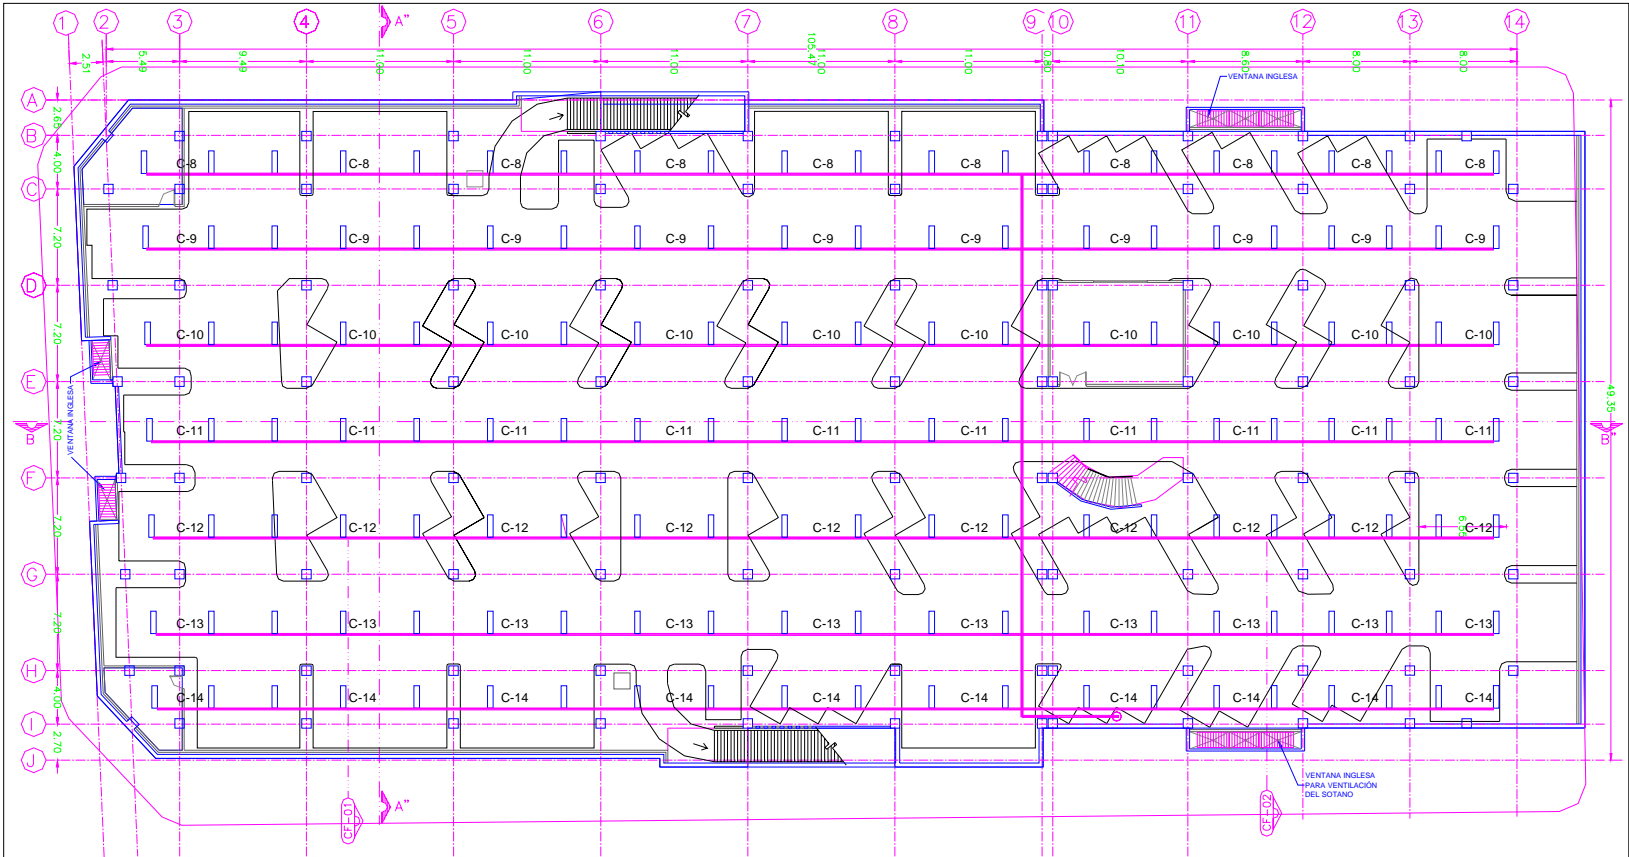 1 2 3 4 5 6 7 8 9 10 11 12 13 14
A"
105.47
2.51 5.49 9.49 11.00 11.00 11.00 11.00 11.00 0.80 10.10 8.60 8.00 8.00
VENTANA INGLESA
A
2.65
B
4.00
C-8 C-8 C-8 C-8 C-8 C-8 C-8 C-8 C-8 C-8
C
7.20
C-9 C-9 C-9 C-9 C-9 C-9 C-9 C-9 C-9 C-9
D
7.20
C-10 C-10 C-10 C-10 C-10 C-10 C-10 C-10 C-10 C-10
E
VENTANA INGLESA
7.20
49.35
B"
B"
C-11 C-11 C-11 C-11 C-11 C-11 C-11 C-11 C-11 C-11
F
7.20
C-12 C-12 C-12 C-12 C-12 C-12 C-12 C-12 C-12 C-12
G
7.20
C-13 C-13 C-13 C-13 C-13 C-13 C-13 C-13 C-13 C-13
H
4.00
C-14 C-14 C-14 C-14 C-14 C-14 C-14 C-14 C-14 C-14
I
2.70
J
VENTANA INGLESA
PARA VENTILACIÓN
DEL SOTANO
CF-01
A"
CF-02